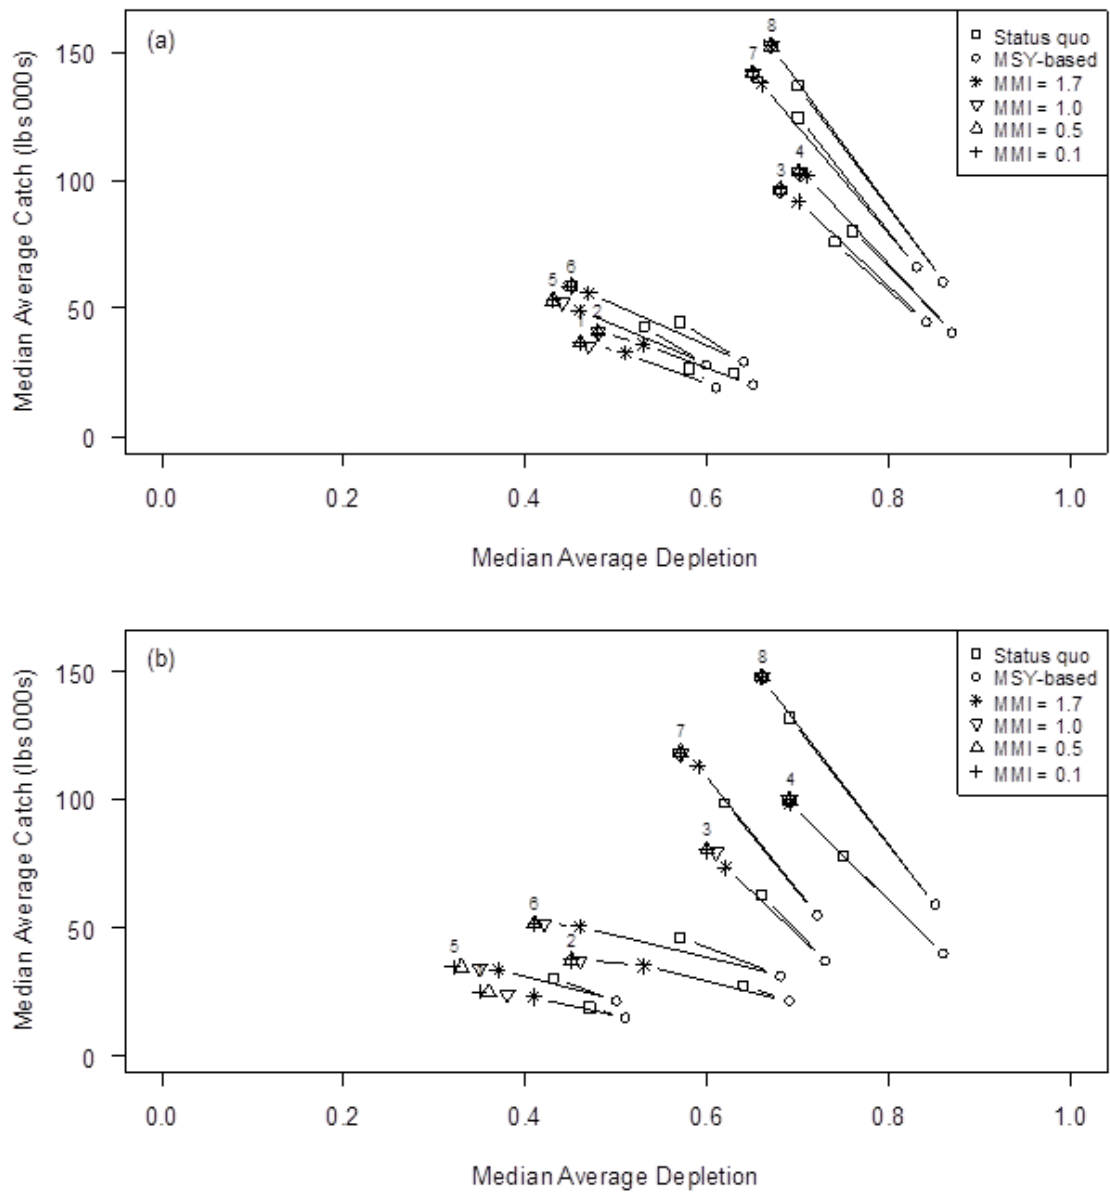 (a)
Status quo
MSY-based
MMI = 1.7
MMI = 1.0
MMI = 0.5
MMI = 0.1
8
7
4
3
6
5
2
1
150
100
50
0
Median Average Catch (lbs 000s)
0.0 0.2 0.4 0.6 0.8 1.0
Median Average Depletion
(b)
Status quo
MSY-based
MMI = 1.7
MMI = 1.0
MMI = 0.5
MMI = 0.1
8
7
4
3
6
2
5
150
100
50
0
Median Average Catch (lbs 000s)
0.0 0.2 0.4 0.6 0.8 1.0
Median Average Depletion